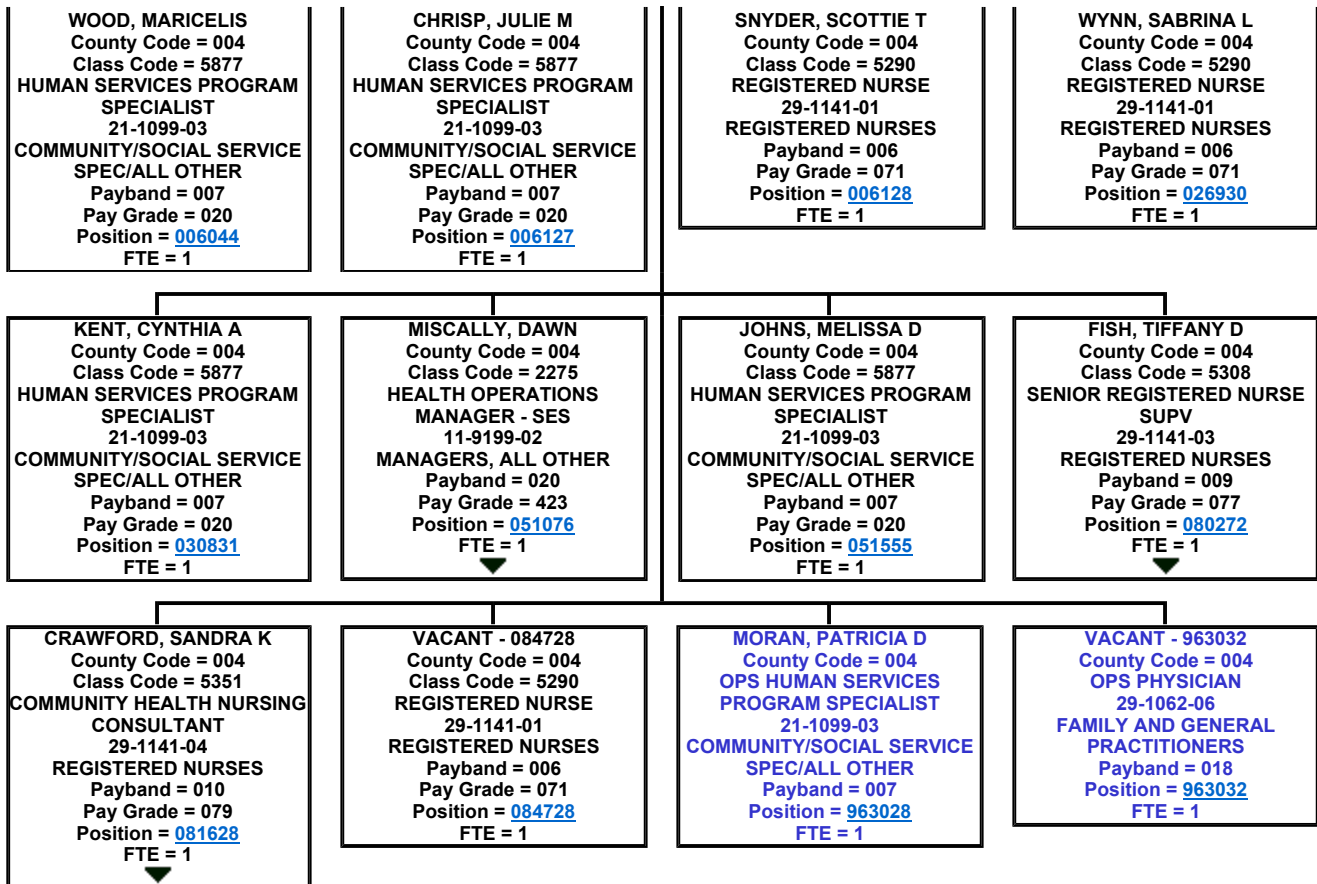 WOOD, MARICELIS
County Code = 004
Class Code = 5877
HUMAN SERVICES PROGRAM
SPECIALIST
21-1099-03
COMMUNITY/SOCIAL SERVICE
SPEC/ALL OTHER
Payband = 007
Pay Grade = 020
Position = 006044
FTE = 1
CHRISP, JULIE M
County Code = 004
Class Code = 5877
HUMAN SERVICES PROGRAM
SPECIALIST
21-1099-03
COMMUNITY/SOCIAL SERVICE
SPEC/ALL OTHER
Payband = 007
Pay Grade = 020
Position = 006127
FTE = 1
SNYDER, SCOTTIE T
County Code = 004
Class Code = 5290
REGISTERED NURSE
29-1141-01
REGISTERED NURSES
Payband = 006
Pay Grade = 071
Position = 006128
FTE = 1
WYNN, SABRINA L
County Code = 004
Class Code = 5290
REGISTERED NURSE
29-1141-01
REGISTERED NURSES
Payband = 006
Pay Grade = 071
Position = 026930
FTE = 1
KENT, CYNTHIA A
County Code = 004
Class Code = 5877
HUMAN SERVICES PROGRAM
SPECIALIST
21-1099-03
COMMUNITY/SOCIAL SERVICE
SPEC/ALL OTHER
Payband = 007
Pay Grade = 020
Position = 030831
FTE = 1
MISCALLY, DAWN
County Code = 004
Class Code = 2275
HEALTH OPERATIONS
MANAGER - SES
11-9199-02
MANAGERS, ALL OTHER
Payband = 020
Pay Grade = 423
Position = 051076
FTE = 1
JOHNS, MELISSA D
County Code = 004
Class Code = 5877
HUMAN SERVICES PROGRAM
SPECIALIST
21-1099-03
COMMUNITY/SOCIAL SERVICE
SPEC/ALL OTHER
Payband = 007
Pay Grade = 020
Position = 051555
FTE = 1
FISH, TIFFANY D
County Code = 004
Class Code = 5308
SENIOR REGISTERED NURSE
SUPV
29-1141-03
REGISTERED NURSES
Payband = 009
Pay Grade = 077
Position = 080272
FTE = 1
CRAWFORD, SANDRA K
County Code = 004
Class Code = 5351
COMMUNITY HEALTH NURSING
CONSULTANT
29-1141-04
REGISTERED NURSES
Payband = 010
Pay Grade = 079
Position = 081628
FTE = 1
VACANT - 084728
County Code = 004
Class Code = 5290
REGISTERED NURSE
29-1141-01
REGISTERED NURSES
Payband = 006
Pay Grade = 071
Position = 084728
FTE = 1
MORAN, PATRICIA D
County Code = 004
OPS HUMAN SERVICES
PROGRAM SPECIALIST
21-1099-03
COMMUNITY/SOCIAL SERVICE
SPEC/ALL OTHER
Payband = 007
Position = 963028
FTE = 1
VACANT - 963032
County Code = 004
OPS PHYSICIAN
29-1062-06
FAMILY AND GENERAL
PRACTITIONERS
Payband = 018
Position = 963032
FTE = 1